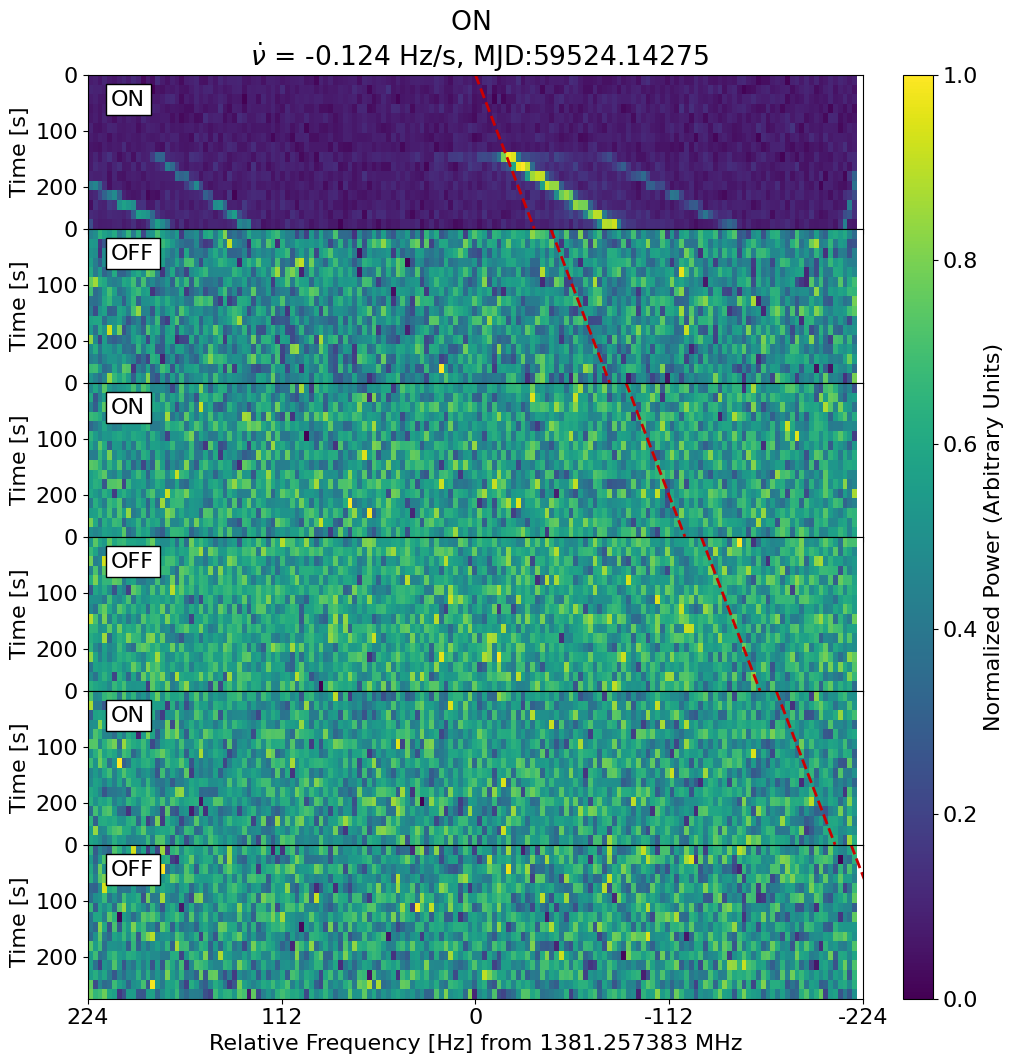 ON
ν̇ = -0.124 Hz/s, MJD:59524.14275
0
100
200
Time [s]
ON
0
100
200
Time [s]
OFF
0
100
200
Time [s]
ON
0
100
200
Time [s]
OFF
0
100
200
Time [s]
ON
0
100
200
Time [s]
OFF
224 112 0 -112 -224
Relative Frequency [Hz] from 1381.257383 MHz
1.0
0.8
0.6
0.4
0.2
0.0
Normalized Power (Arbitrary Units)